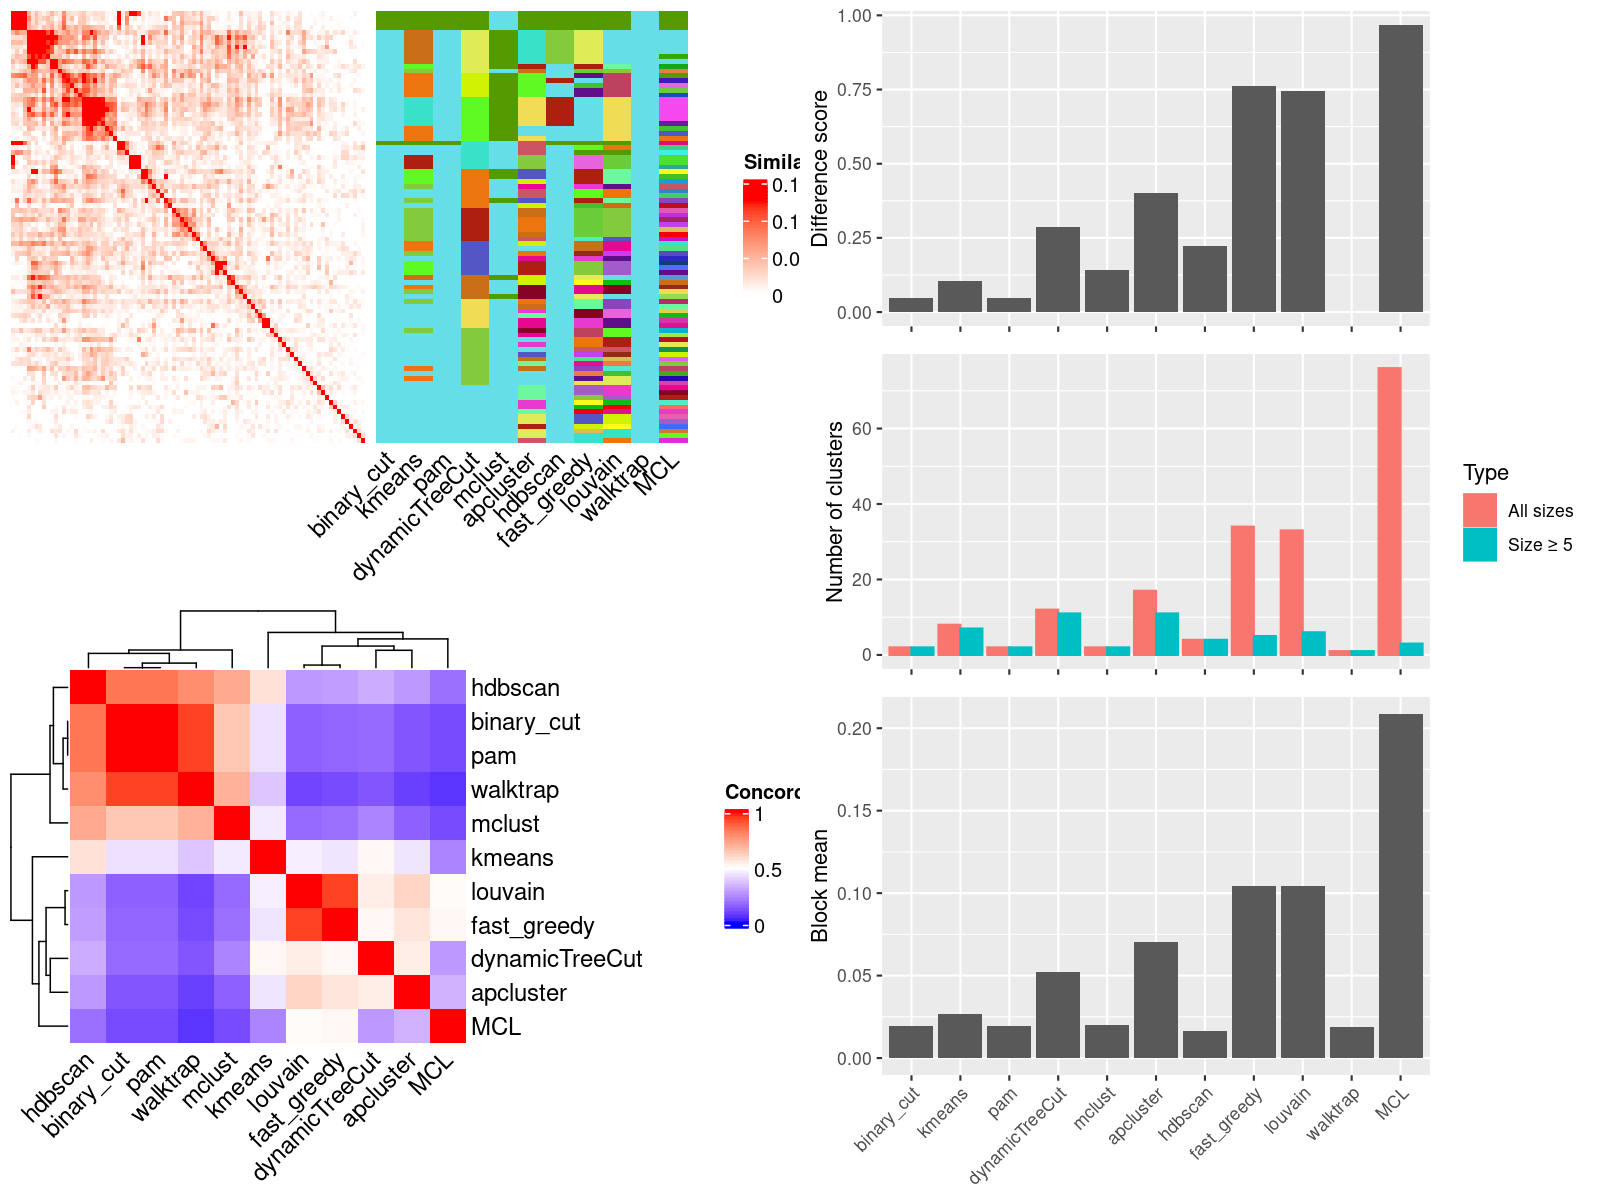 Simila
0.1
0.1
0.0
0
binary_cut
kmeans
pam
dynamicTreeCut
mclust
apcluster
hdbscan
fast_greedy
louvain
walktrap
MCL
hdbscan
binary_cut
pam
walktrap
mclust
kmeans
louvain
fast_greedy
dynamicTreeCut
apcluster
MCL
hdbscan
binary_cut
pam
walktrap
mclust
kmeans
louvain
fast_greedy
dynamicTreeCut
apcluster
MCL
Concorc
1
0.5
0
Difference score
1.00
0.75
0.50
0.25
0.00
Number of clusters
60
40
20
0
Type
All sizes
Size ≥ 5
Block mean
0.20
0.15
0.10
0.05
0.00
binary_cut
kmeans
pam
dynamicTreeCut
mclust
apcluster
hdbscan
fast_greedy
louvain
walktrap
MCL